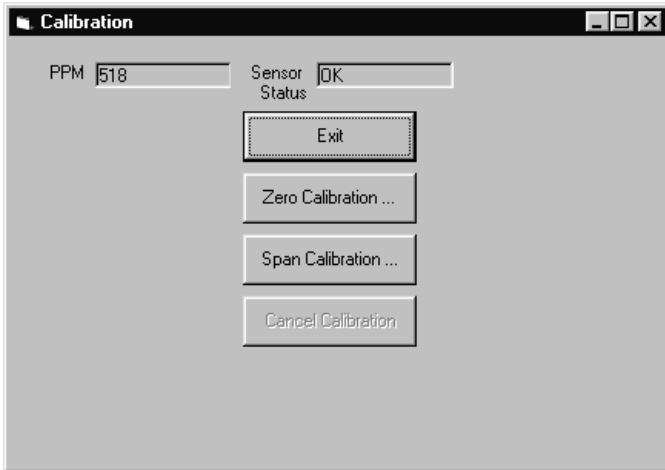 Calibration
PPM 518 Sensor Status OK
Exit
Zero Calibration ...
Span Calibration ...
Cancel Calibration